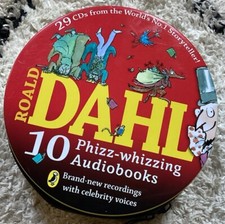 29 CDs from the World's No.1 Storyteller!
ROALD
DAHL
10 Phizz-whizzing
Audiobooks
Brand-new recordings
with celebrity voices